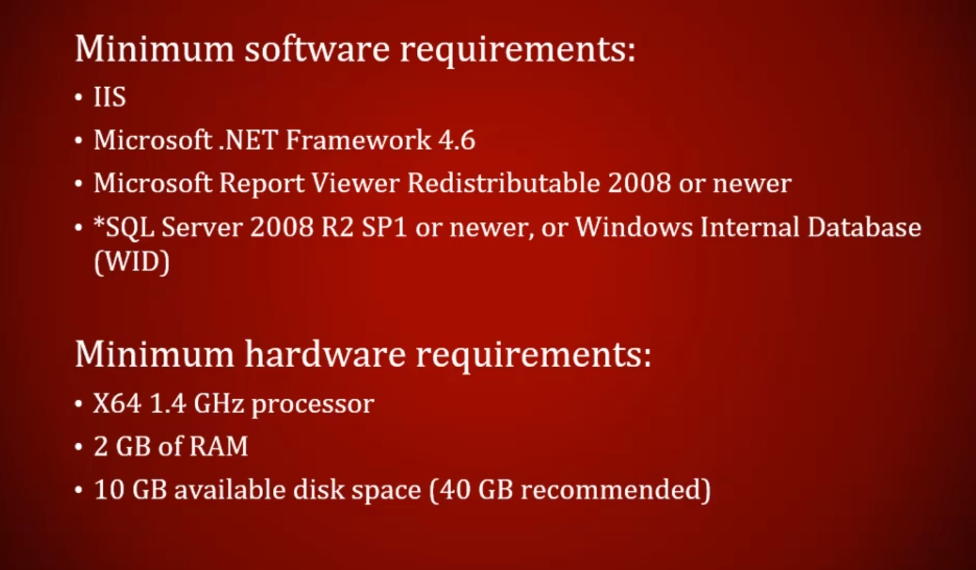 Minimum software requirements:
• IIS
• Microsoft .NET Framework 4.6
• Microsoft Report Viewer Redistributable 2008 or newer
• *SQL Server 2008 R2 SP1 or newer, or Windows Internal Database
(WID)
Minimum hardware requirements:
• X64 1.4 GHz processor
• 2 GB of RAM
• 10 GB available disk space (40 GB recommended)